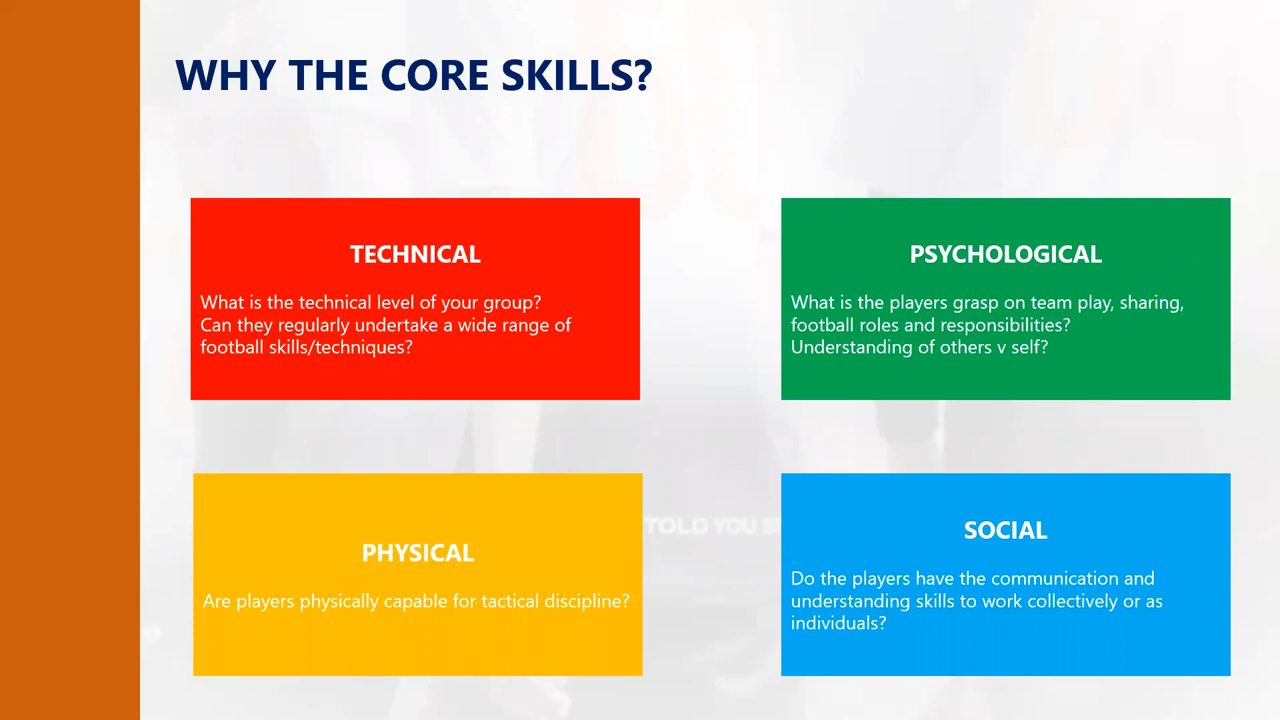 WHY THE CORE SKILLS?
TECHNICAL
What is the technical level of your group?
Can they regularly undertake a wide range of
football skills/techniques?
PSYCHOLOGICAL
What is the players grasp on team play, sharing,
football roles and responsibilities?
Understanding of others v self?
PHYSICAL
Are players physically capable for tactical discipline?
SOCIAL
Do the players have the communication and
understanding skills to work collectively or as
individuals?
TOLD YOU